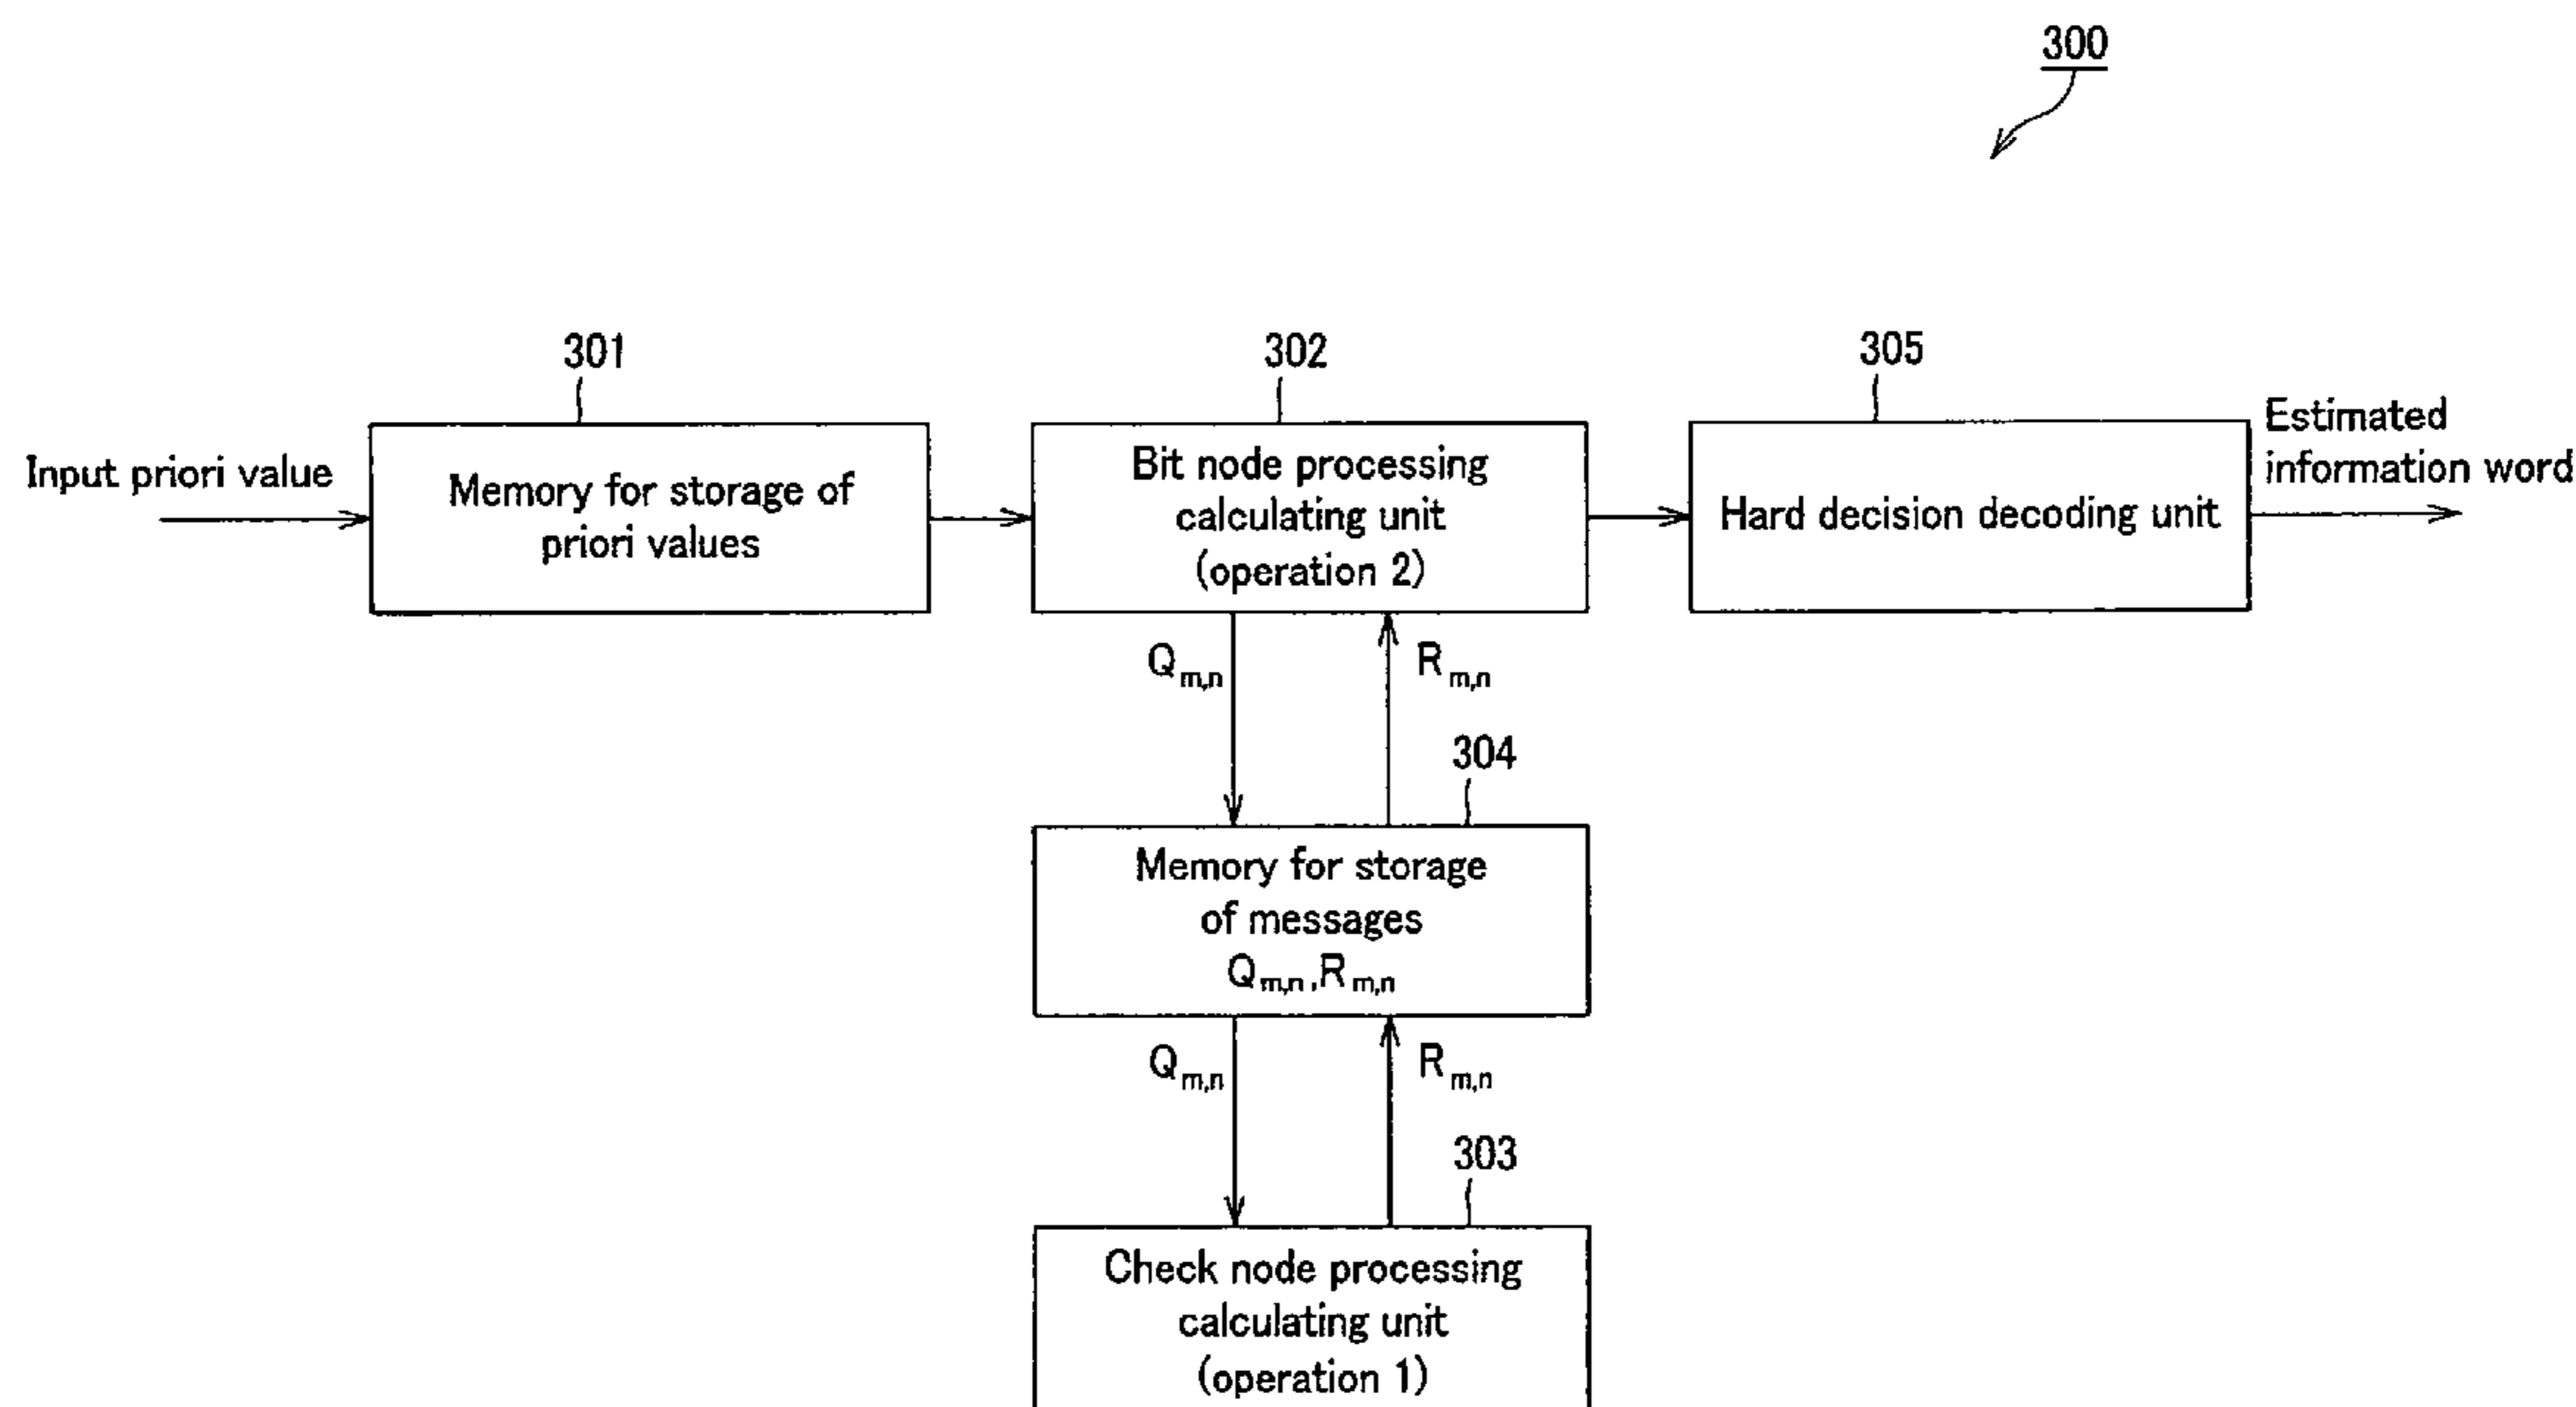 300
301
302
305
Input priori value
Memory for storage of
priori values
Bit node processing
calculating unit
(operation 2)
Hard decision decoding unit
Estimated
information word
Qm,n
Rm,n
304
Memory for storage
of messages
Qm,n,Rm,n
Qm,n
Rm,n
303
Check node processing
calculating unit
(operation 1)